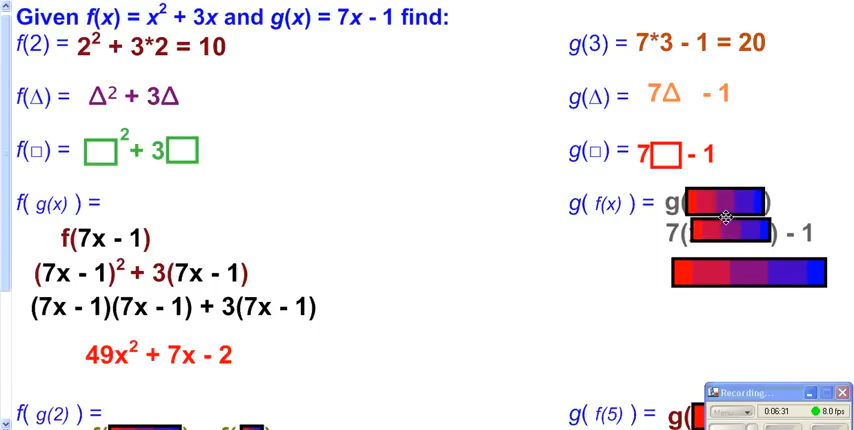 Given f(x) = x² + 3x and g(x) = 7x - 1 find:
f(2) = 2² + 3*2 = 10
g(3) = 7*3 - 1 = 20
f(Δ) = Δ² + 3Δ
g(Δ) = 7Δ - 1
f(□) = □² + 3□
g(□) = 7□ - 1
f( g(x) ) =
g( f(x) ) = g( )
f(7x - 1)
7( ) - 1
(7x - 1)² + 3(7x - 1)
(7x - 1)(7x - 1) + 3(7x - 1)
49x² + 7x - 2
f( g(2) ) =
g( f(5) ) = g(
Recording...
Menu
0:06:31
8.0 fps